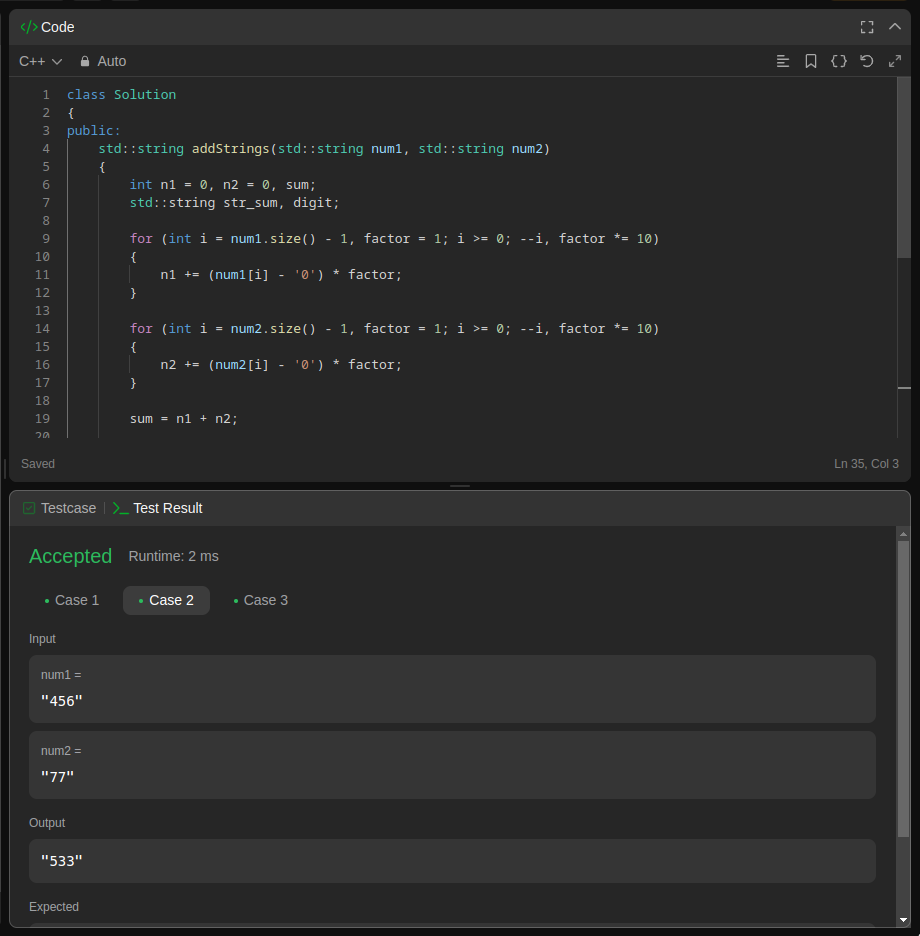 </> Code
C++ Auto
1 class Solution
2 {
3 public:
4 std::string addStrings(std::string num1, std::string num2)
5 {
6 int n1 = 0, n2 = 0, sum;
7 std::string str_sum, digit;
8
9 for (int i = num1.size() - 1, factor = 1; i >= 0; --i, factor *= 10)
10 {
11 n1 += (num1[i] - '0') * factor;
12 }
13
14 for (int i = num2.size() - 1, factor = 1; i >= 0; --i, factor *= 10)
15 {
16 n2 += (num2[i] - '0') * factor;
17 }
18
19 sum = n1 + n2;
20
Saved Ln 35, Col 3
Testcase | >_ Test Result
Accepted Runtime: 2 ms
• Case 1 • Case 2 • Case 3
Input
num1 =
"456"
num2 =
"77"
Output
"533"
Expected